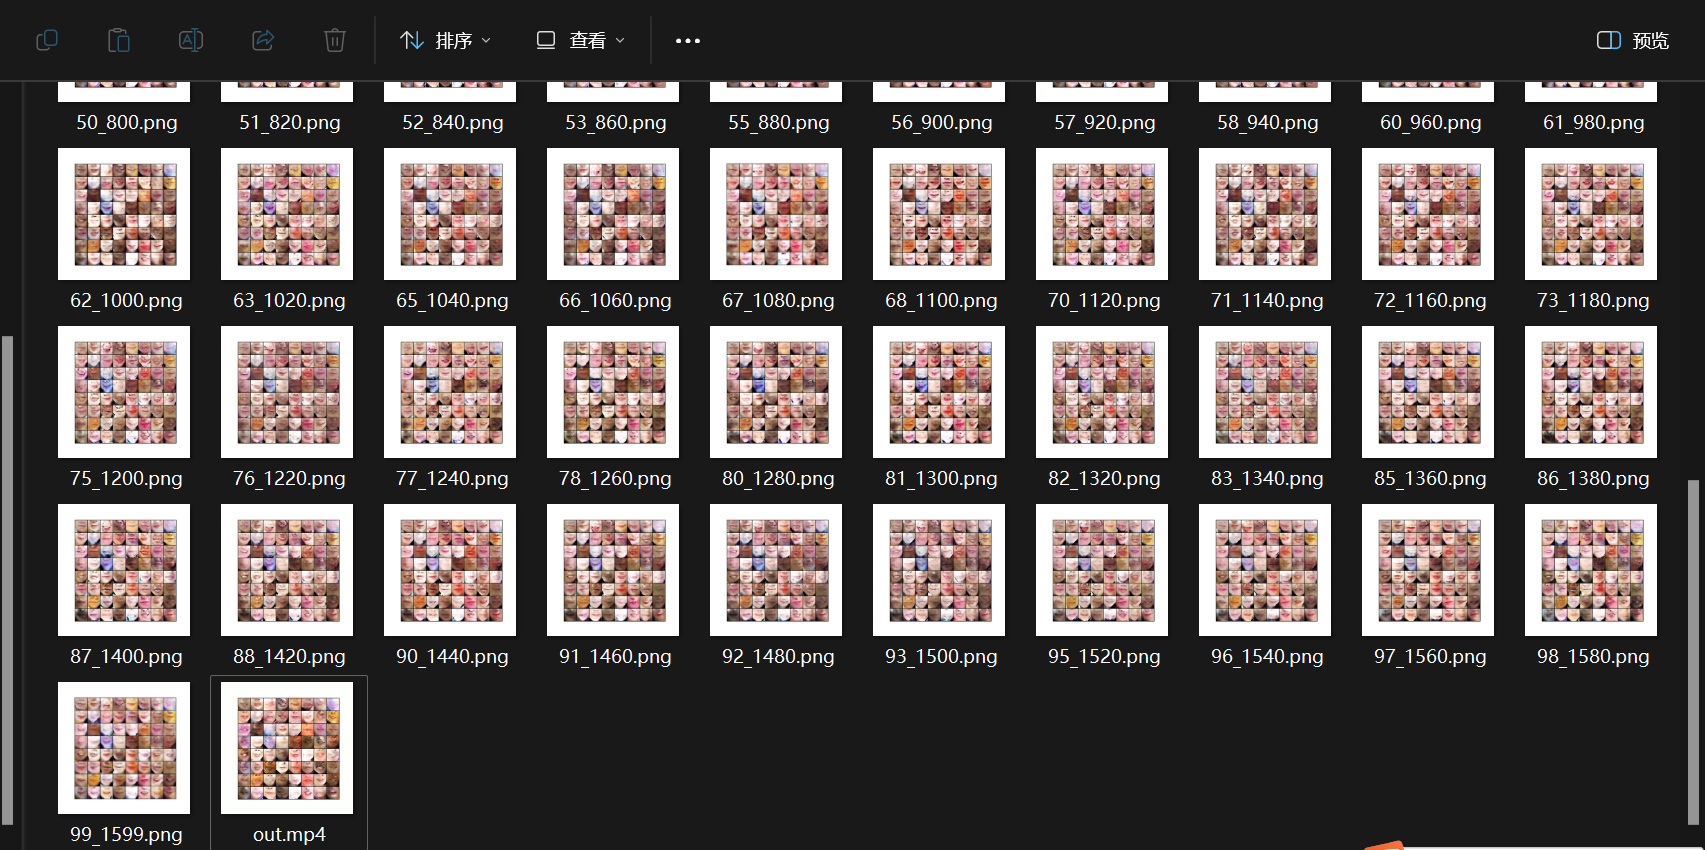 排序 查看 预览
50_800.png 51_820.png 52_840.png 53_860.png 55_880.png 56_900.png 57_920.png 58_940.png 60_960.png 61_980.png
62_1000.png 63_1020.png 65_1040.png 66_1060.png 67_1080.png 68_1100.png 70_1120.png 71_1140.png 72_1160.png 73_1180.png
75_1200.png 76_1220.png 77_1240.png 78_1260.png 80_1280.png 81_1300.png 82_1320.png 83_1340.png 85_1360.png 86_1380.png
87_1400.png 88_1420.png 90_1440.png 91_1460.png 92_1480.png 93_1500.png 95_1520.png 96_1540.png 97_1560.png 98_1580.png
99_1599.png out.mp4